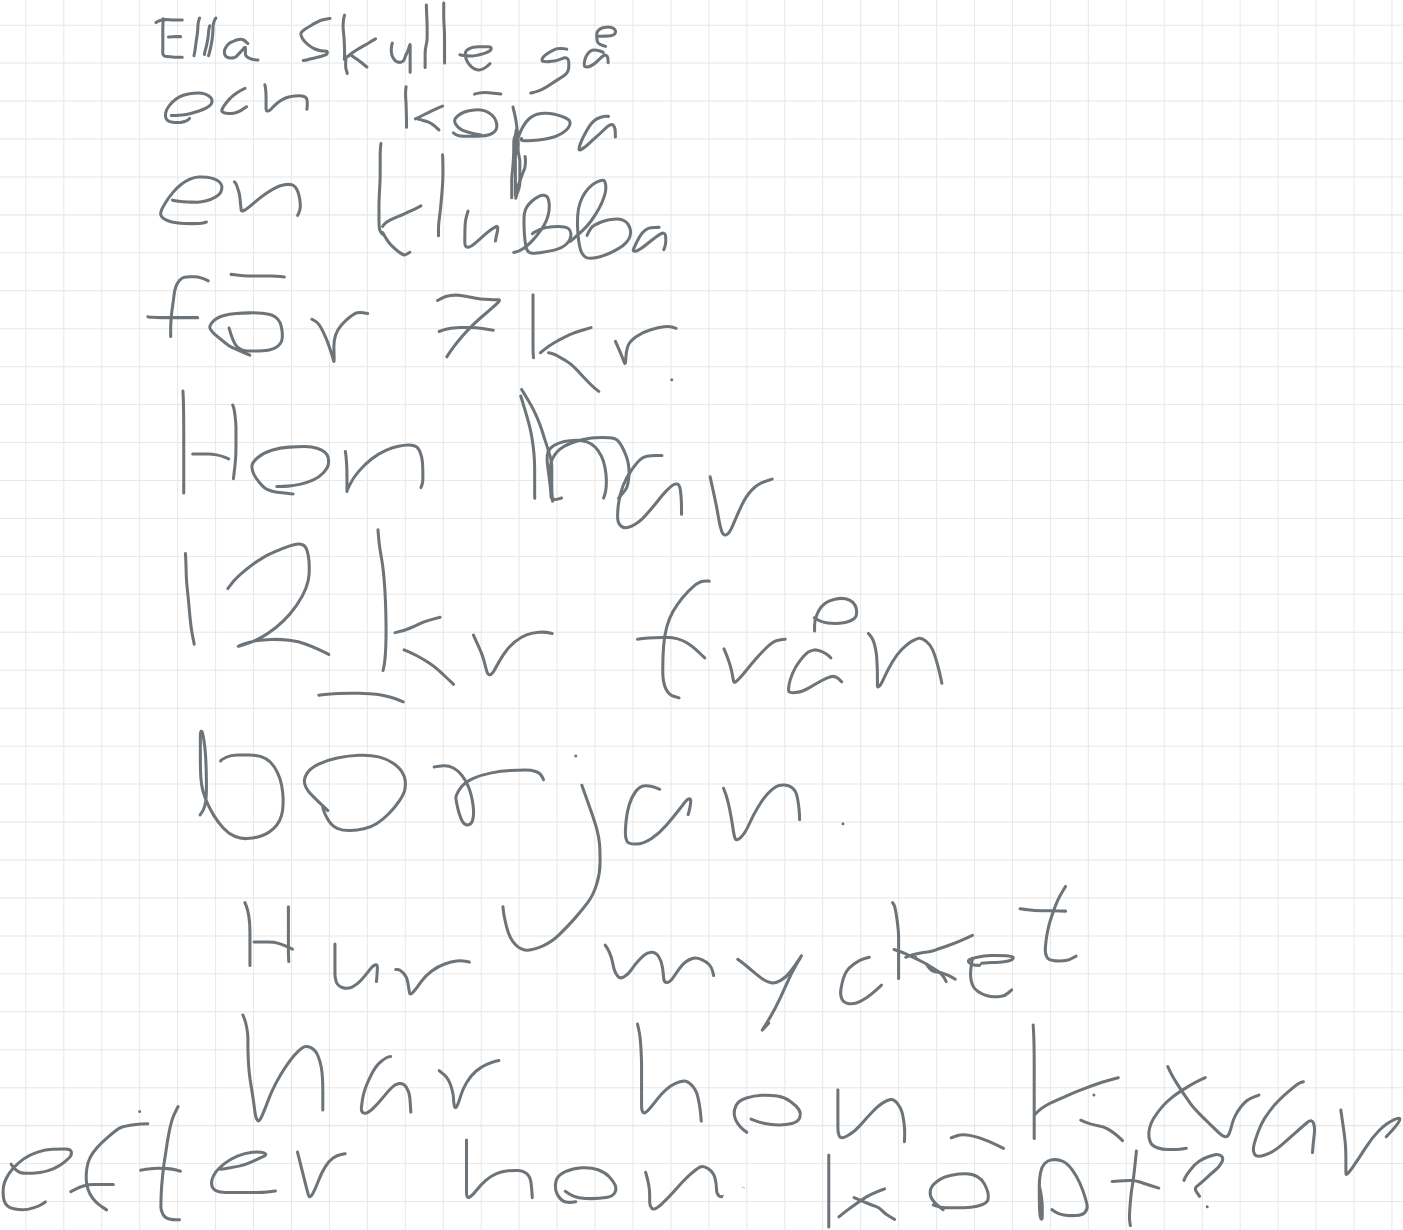 Ella skulle gå
och köpa
en klubba
för 7kr.
Hon har
12kr från
början.
Hur mycket
har hon kxrar
efter hon köpt?